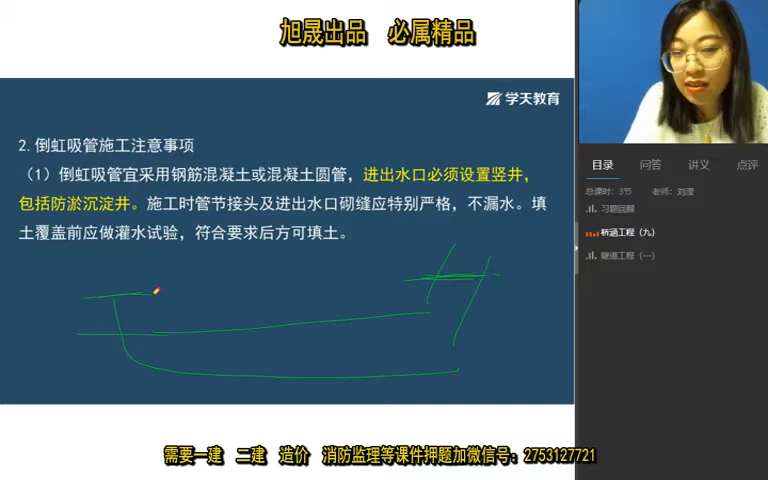 旭晟出品 必属精品
学天教育
2.倒虹吸管施工注意事项
（1）倒虹吸管宜采用钢筋混凝土或混凝土圆管，进出水口必须设置竖井，
包括防淤沉淀井。施工时管节接头及进出水口砌缝应特别严格，不漏水。填
土覆盖前应做灌水试验，符合要求后方可填土。
目录 问答 讲义 点评
总课时：3节 老师：刘滢
习题回顾
桥涵工程（九）
隧道工程（一）
需要一建 二建 造价 消防监理等课件押题加微信号：2753127721